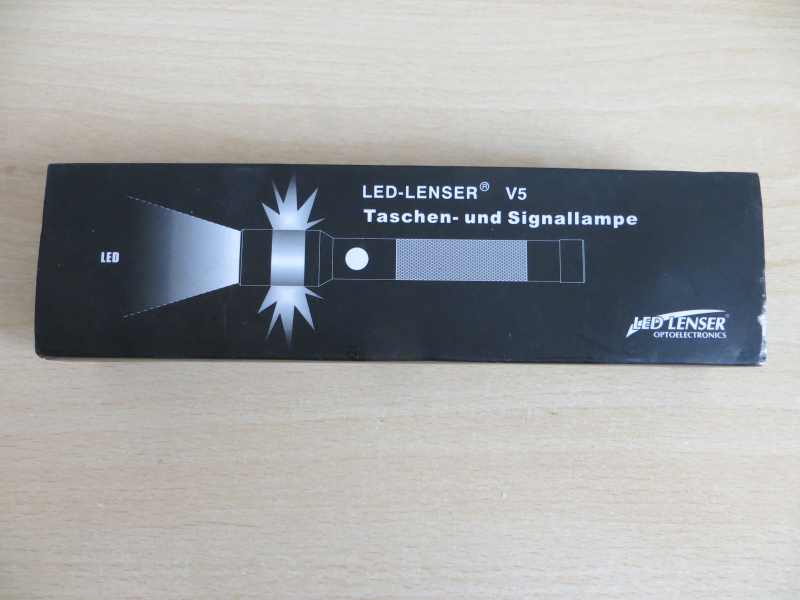 LED-LENSER® V5
Taschen- und Signallampe
LED
LED LENSER®
OPTOELECTRONICS